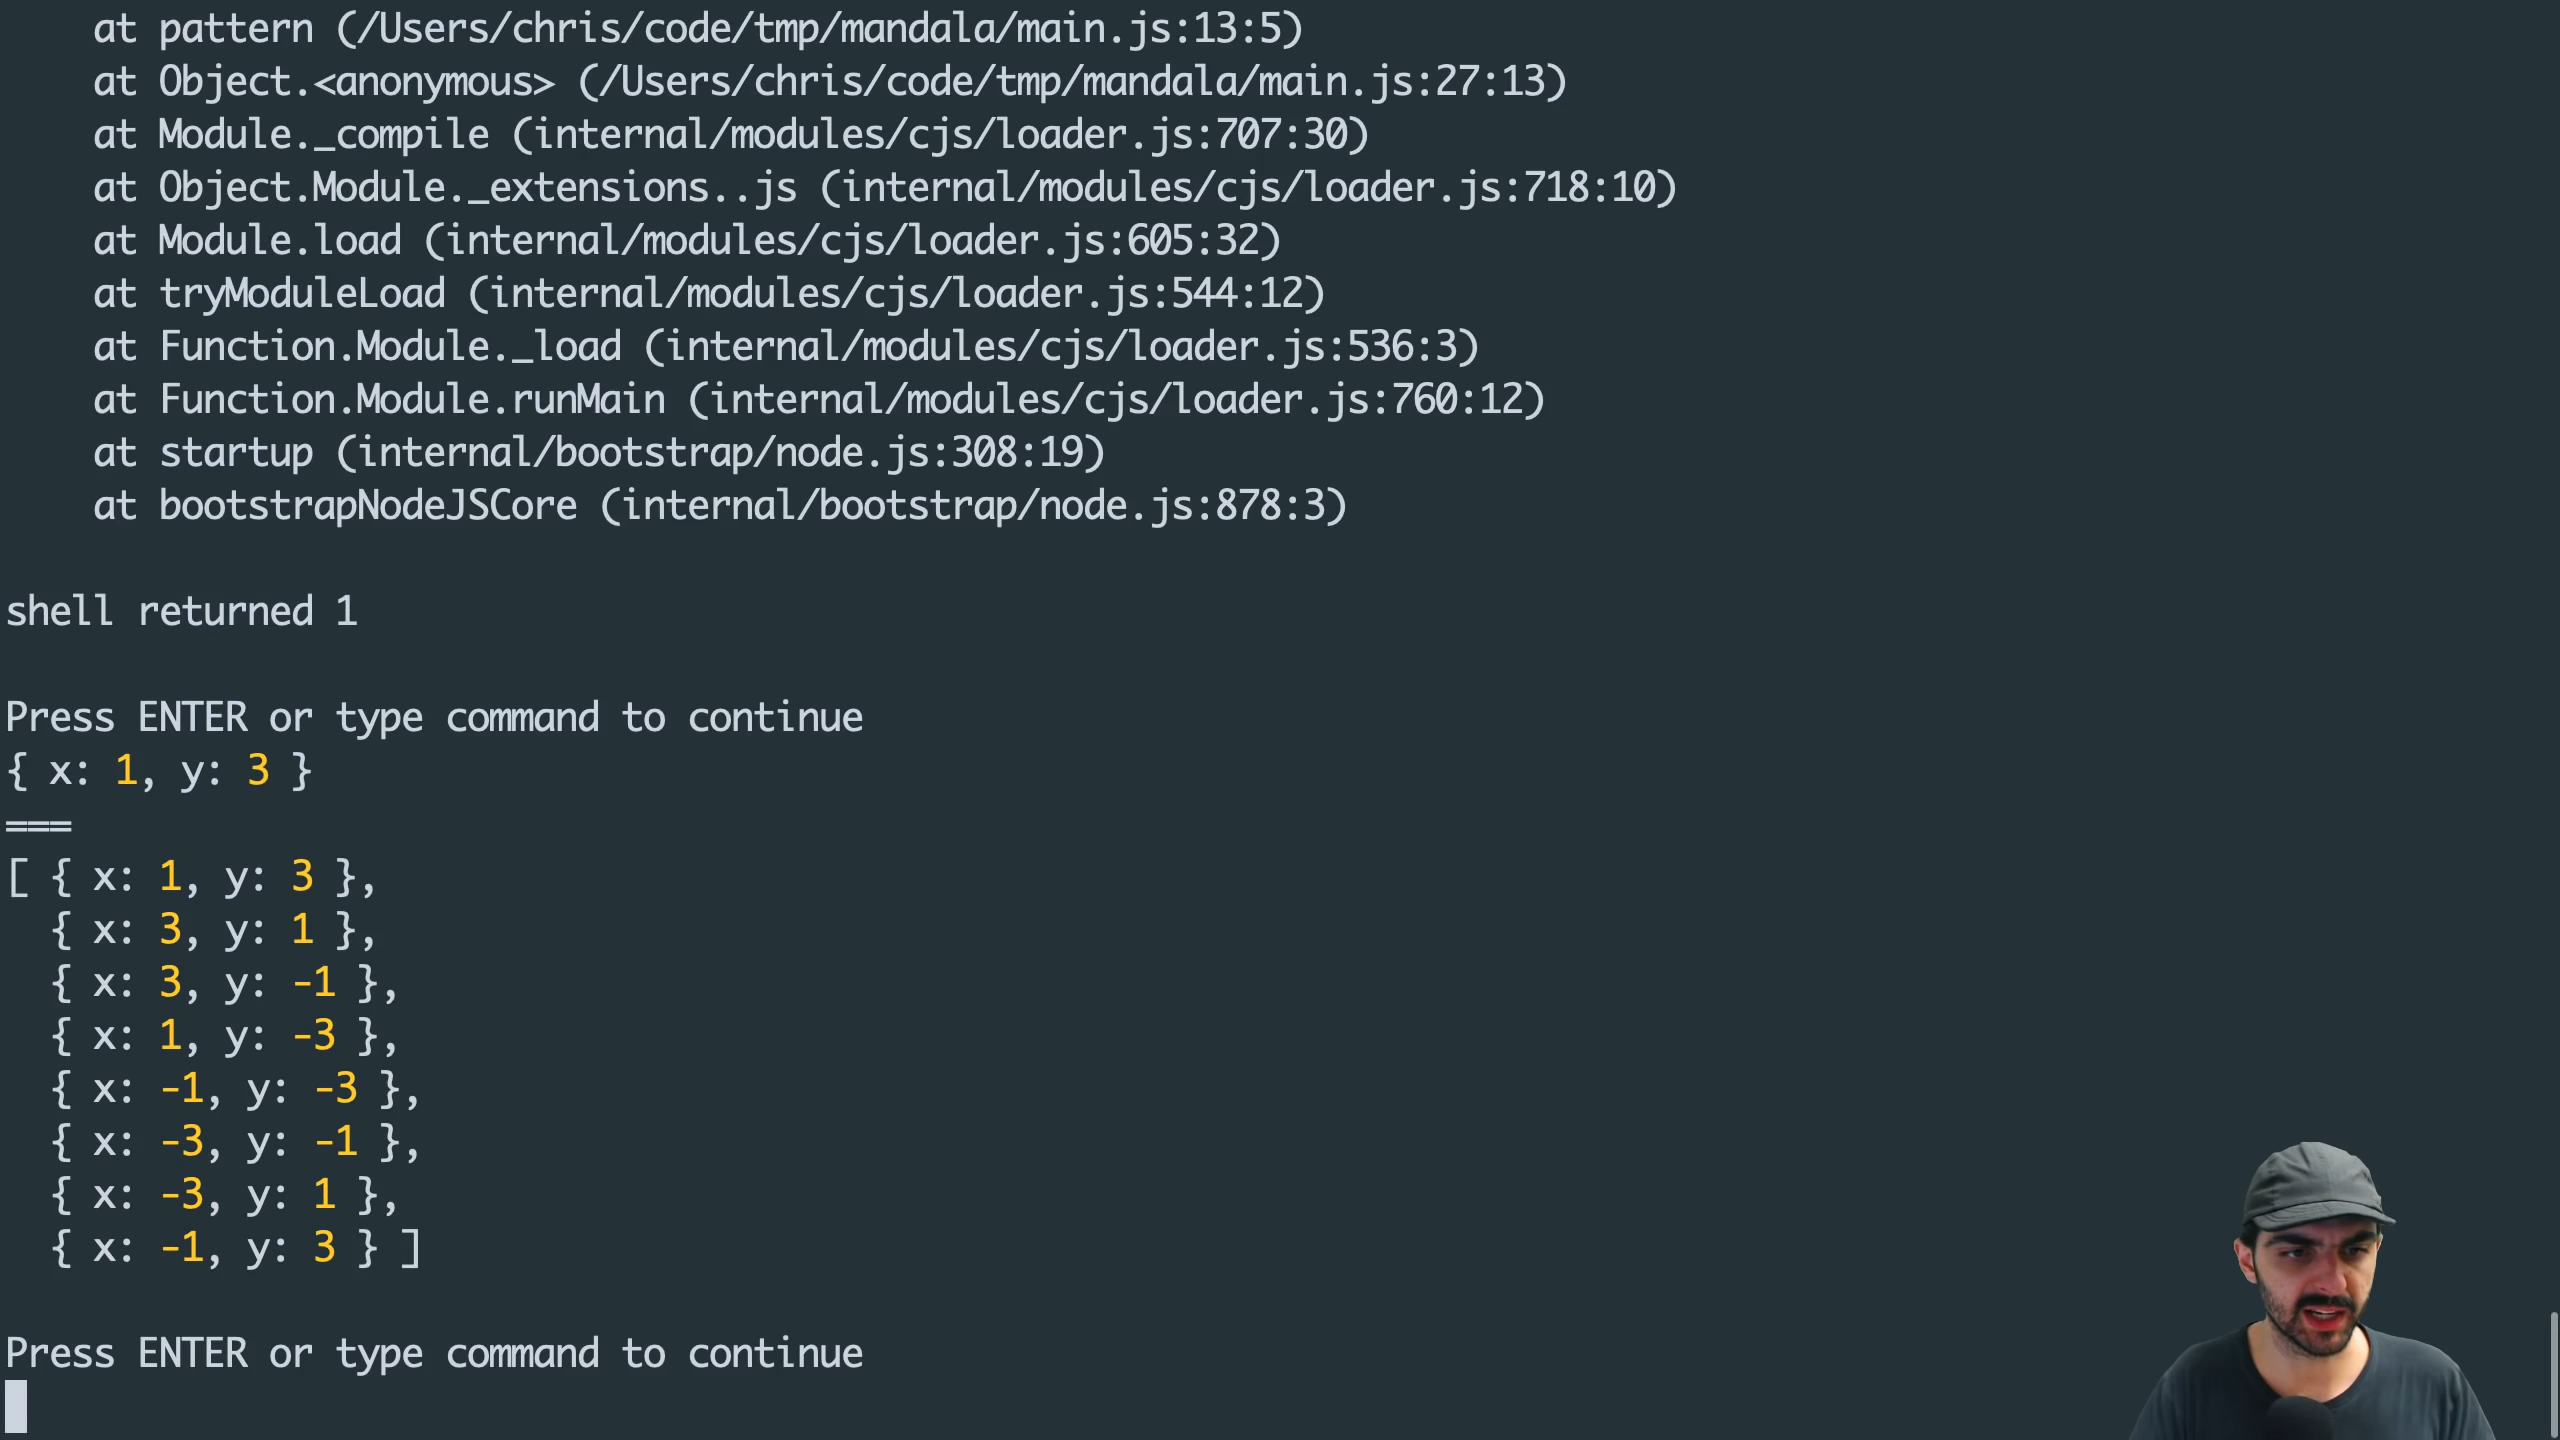 at pattern (/Users/chris/code/tmp/mandala/main.js:13:5)
at Object.<anonymous> (/Users/chris/code/tmp/mandala/main.js:27:13)
at Module._compile (internal/modules/cjs/loader.js:707:30)
at Object.Module._extensions..js (internal/modules/cjs/loader.js:718:10)
at Module.load (internal/modules/cjs/loader.js:605:32)
at tryModuleLoad (internal/modules/cjs/loader.js:544:12)
at Function.Module._load (internal/modules/cjs/loader.js:536:3)
at Function.Module.runMain (internal/modules/cjs/loader.js:760:12)
at startup (internal/bootstrap/node.js:308:19)
at bootstrapNodeJSCore (internal/bootstrap/node.js:878:3)
shell returned 1
Press ENTER or type command to continue
{ x: 1, y: 3 }
===
[ { x: 1, y: 3 },
{ x: 3, y: 1 },
{ x: 3, y: -1 },
{ x: 1, y: -3 },
{ x: -1, y: -3 },
{ x: -3, y: -1 },
{ x: -3, y: 1 },
{ x: -1, y: 3 } ]
Press ENTER or type command to continue